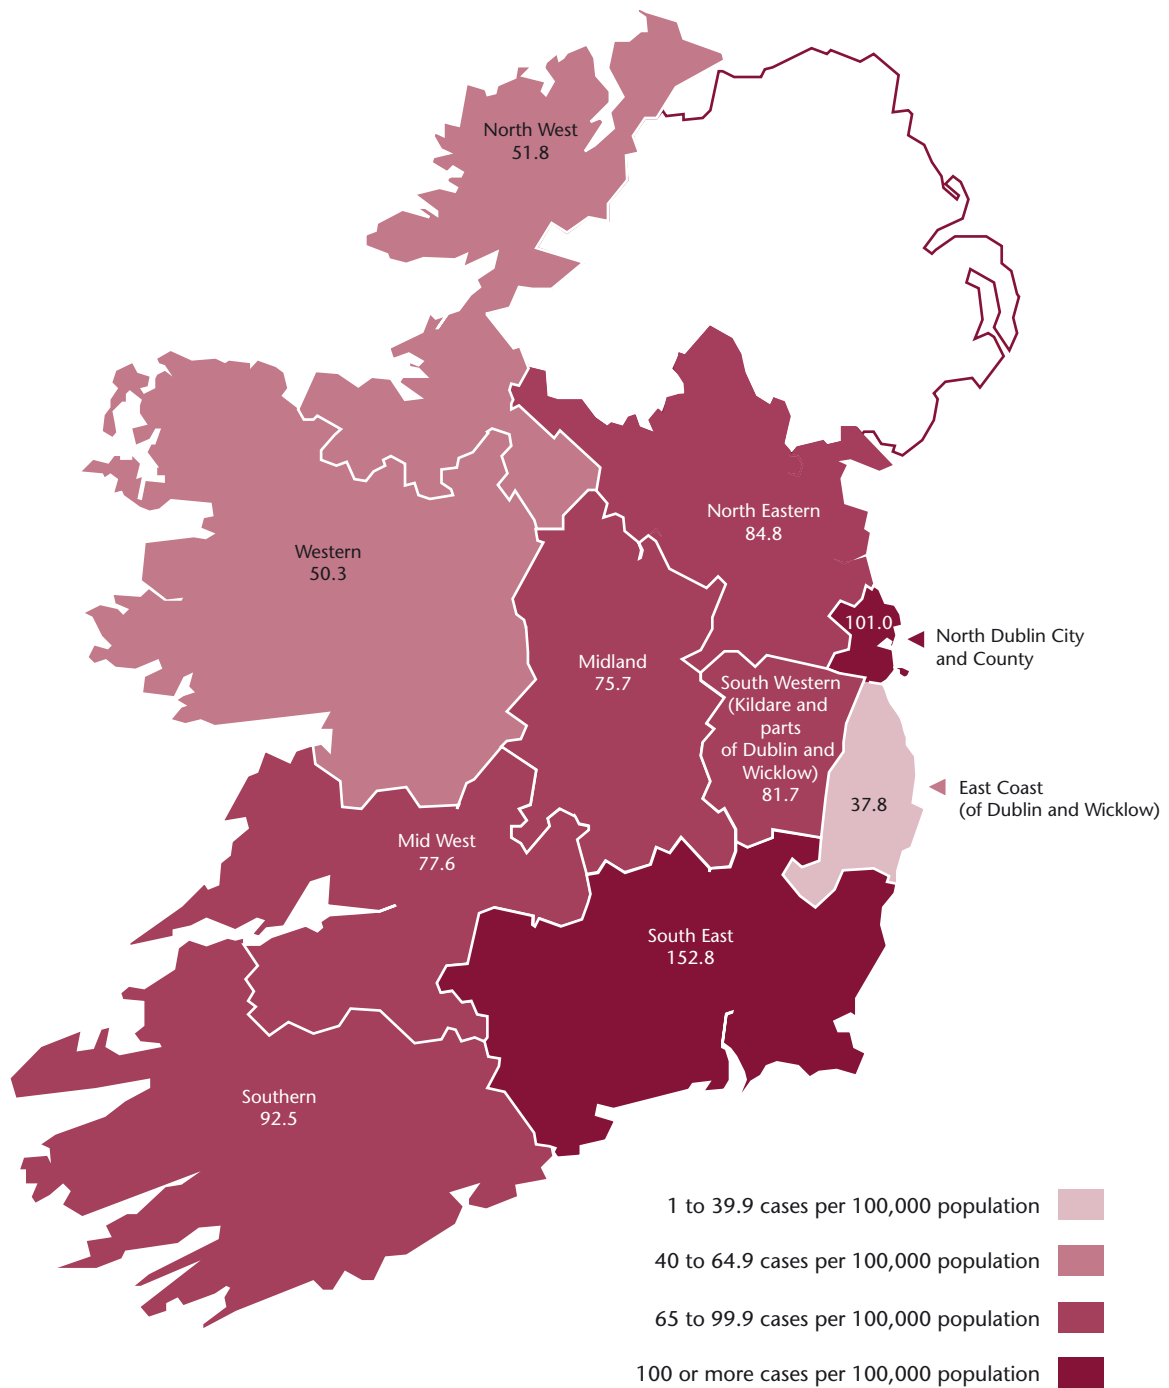 North West
51.8
North Eastern
84.8
Western
50.3
101.0
North Dublin City
and County
Midland
75.7
South Western
(Kildare and
parts
of Dublin and
Wicklow)
81.7
37.8
East Coast
(of Dublin and Wicklow)
Mid West
77.6
South East
152.8
Southern
92.5
1 to 39.9 cases per 100,000 population
40 to 64.9 cases per 100,000 population
65 to 99.9 cases per 100,000 population
100 or more cases per 100,000 population